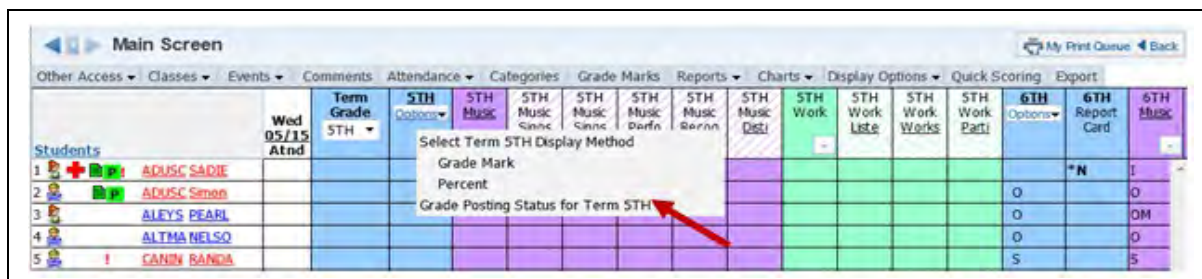 Main Screen
My Print Queue Back
Other Access Classes Events Comments Attendance Categories Grade Marks Reports Charts Display Options Quick Scoring Export
Students
Wed 05/15 Atnd
Term Grade 5TH
5TH Options
5TH Music
5TH Music Sings
5TH Music Sings
5TH Music Perfo
5TH Music Recog
5TH Music Disti
5TH Work
5TH Work Liste
5TH Work Works
5TH Work Parti
6TH Options
6TH Report Card
6TH Music
Select Term 5TH Display Method
Grade Mark
Percent
Grade Posting Status for Term 5TH
1 P ! ADUSC SADIE *N I
2 P ADUSC Simon O O
3 ALEYS PEARL O OM
4 ALTMA NELSO O O
5 ! CANIN RANDA S S